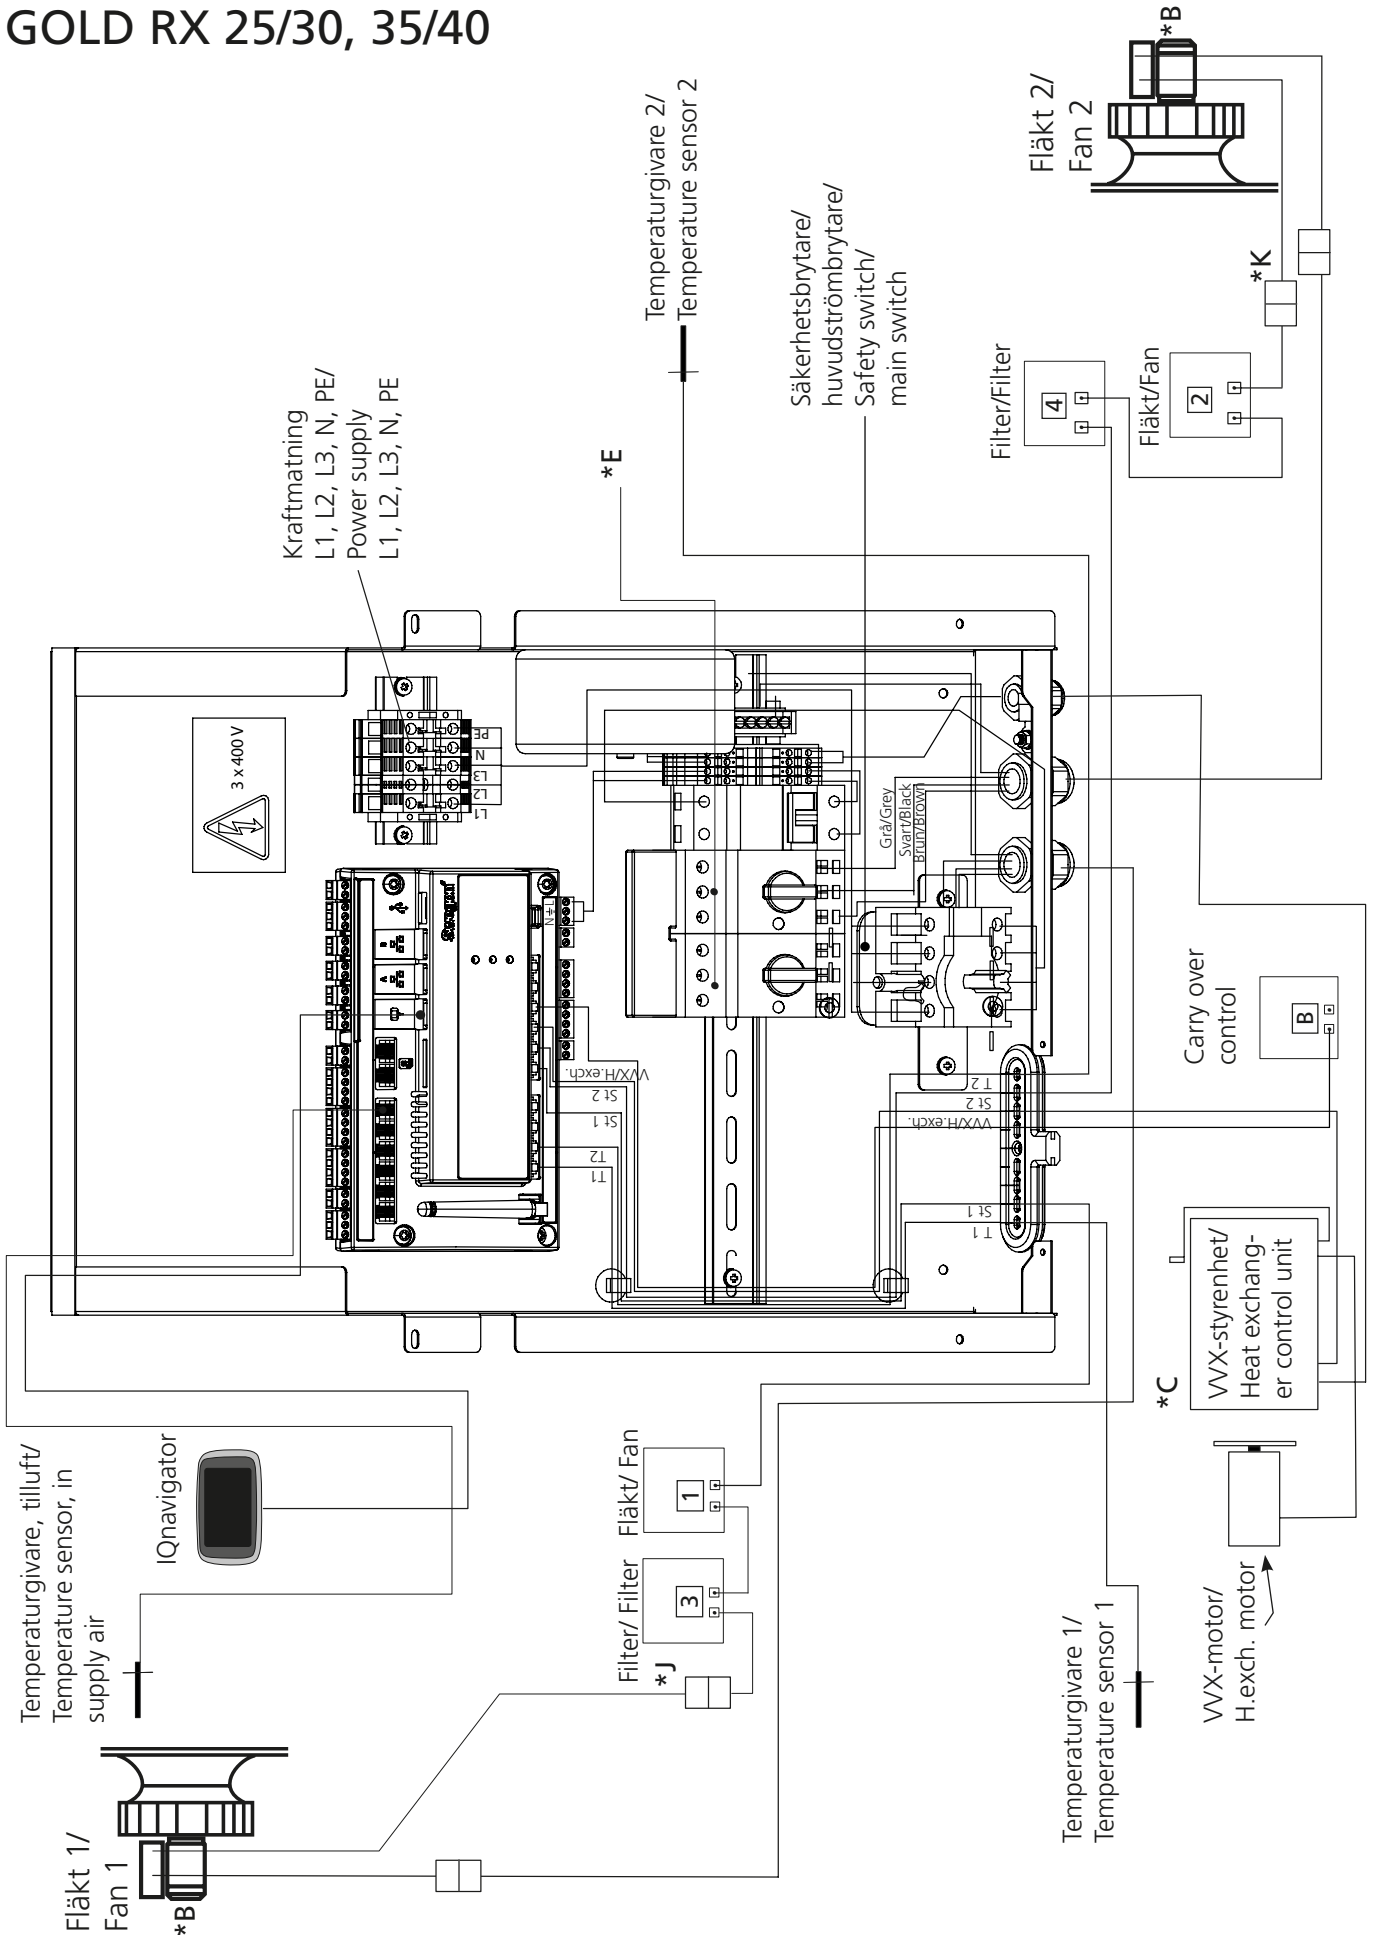 GOLD RX 25/30, 35/40
*B
Fläkt 2/
Fan 2
Temperaturgivare 2/
Temperature sensor 2
Säkerhetsbrytare/
huvudströmbrytare/
Safety switch/
main switch
*K
Filter/Filter
4
Fläkt/Fan
2
Kraftmatning
L1, L2, L3, N, PE/
Power supply
L1, L2, L3, N, PE
*E
3 x 400 V
PE
N
L3
L2
L1
Grå/Grey
Svart/Black
Brun/Brown
Swegon
B
A
N
VVX/H.exch.
St 2
St 1
T2
T1
T 2
St 2
VVX/H.exch.
St 1
T 1
Carry over
control
B
*C
VVX-styrenhet/
Heat exchang-
er control unit
VVX-motor/
H.exch. motor
Temperaturgivare, tilluft/
Temperature sensor, in
supply air
IQnavigator
Fläkt/ Fan
1
Filter/ Filter
3
*J
Temperaturgivare 1/
Temperature sensor 1
Fläkt 1/
Fan 1
*B